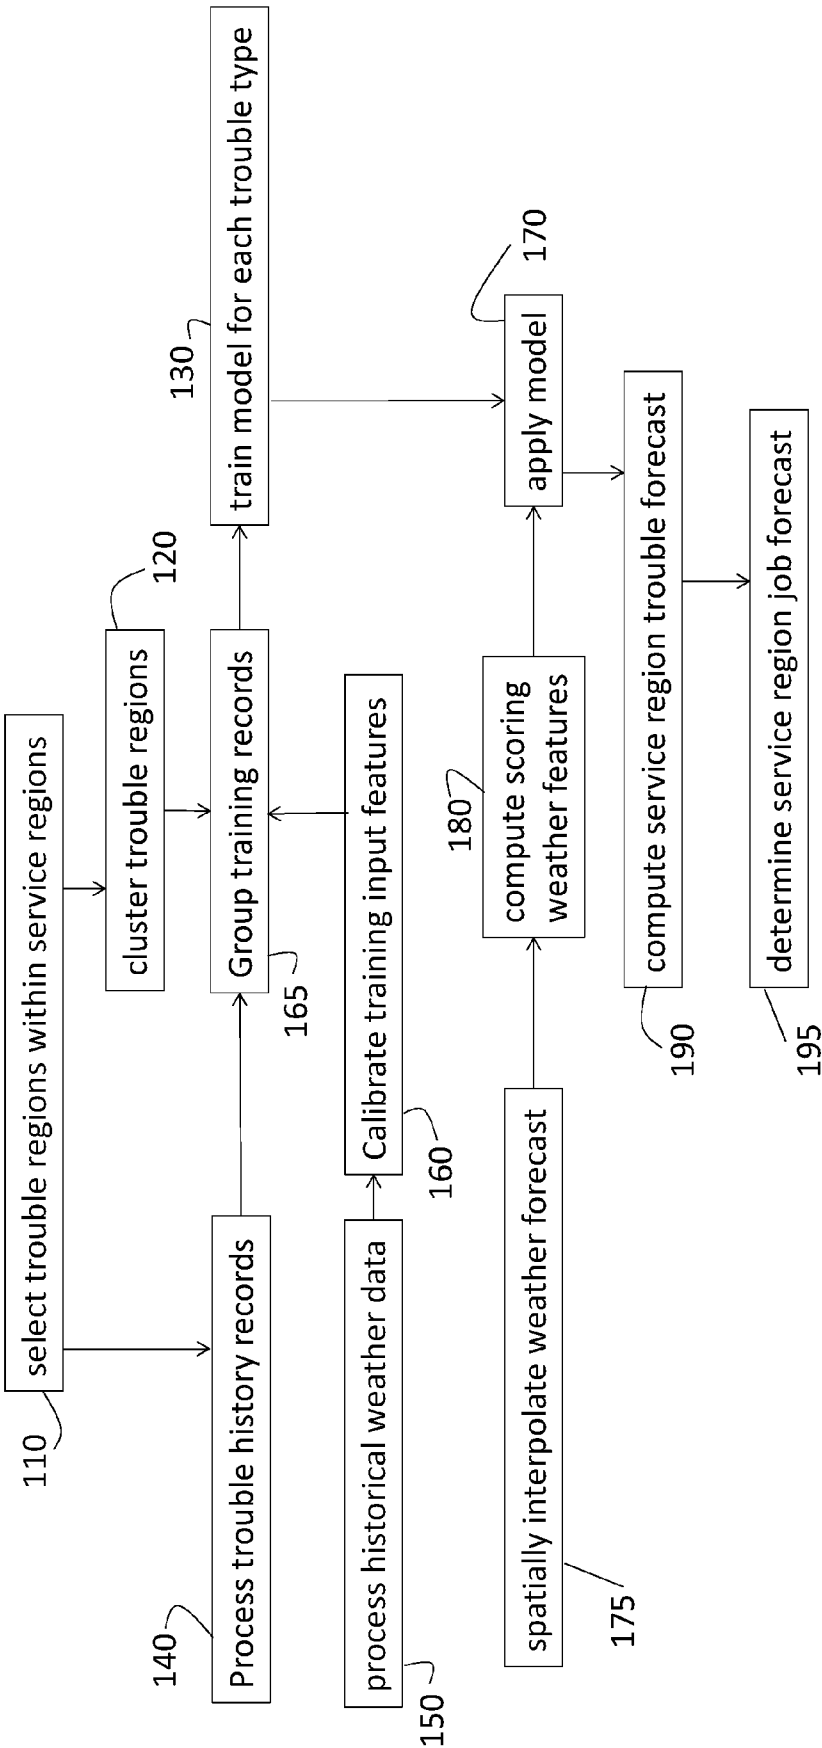 110
select trouble regions within service regions
120
cluster trouble regions
130
train model for each trouble type
140
Process trouble history records
Group training records
165
150
process historical weather data
Calibrate training input features
160
170
apply model
175
spatially interpolate weather forecast
180
compute scoring
weather features
190
compute service region trouble forecast
195
determine service region job forecast